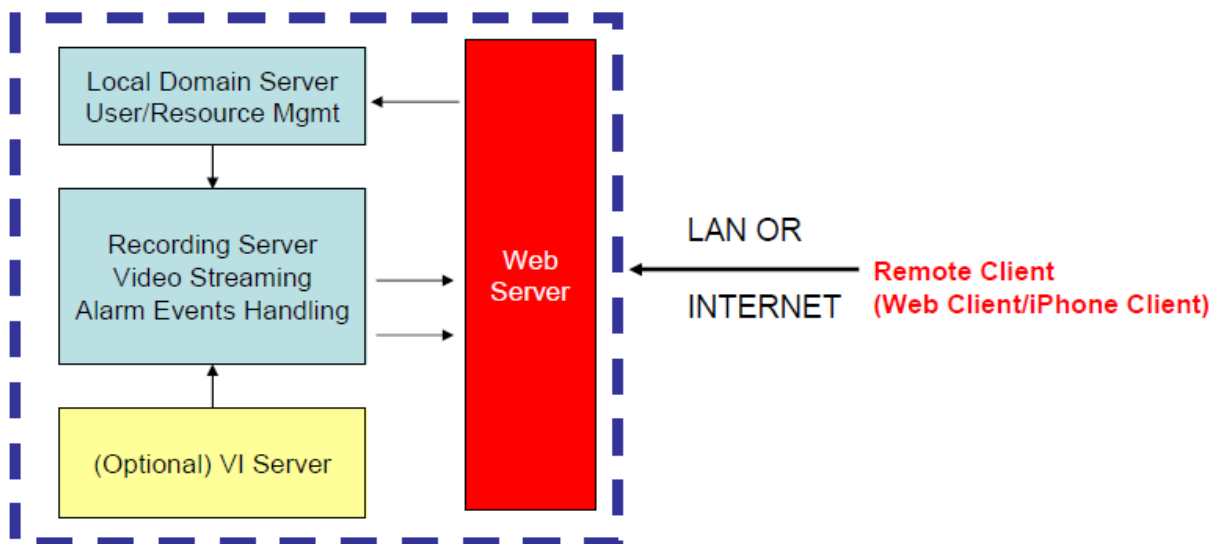 Local Domain Server
User/Resource Mgmt
Recording Server
Video Streaming
Alarm Events Handling
(Optional) VI Server
Web
Server
LAN OR
INTERNET
Remote Client
(Web Client/iPhone Client)